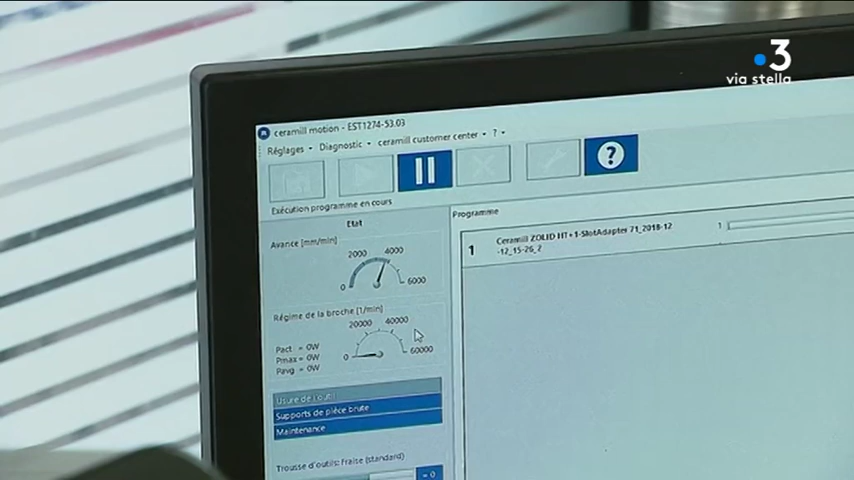 3
via stella
ceramill motion - EST1274-53.03
Réglages Diagnostic ceramill customer center ?
?
Exécution programme en cours
Etat
Programme
Avance [mm/min]
2000 4000
0 6000
1 Ceramill ZOLID HT+1-SlotAdapter 71_2018-12
-12_15-26_2
1
Régime de la broche [1/min]
20000 40000
0 60000
Pact = 0W
Pmax = 0W
Pavg = 0W
Usure de l'outil
Supports de pièce brute
Maintenance
Trousse d'outils: Fraise (standard)
= 0